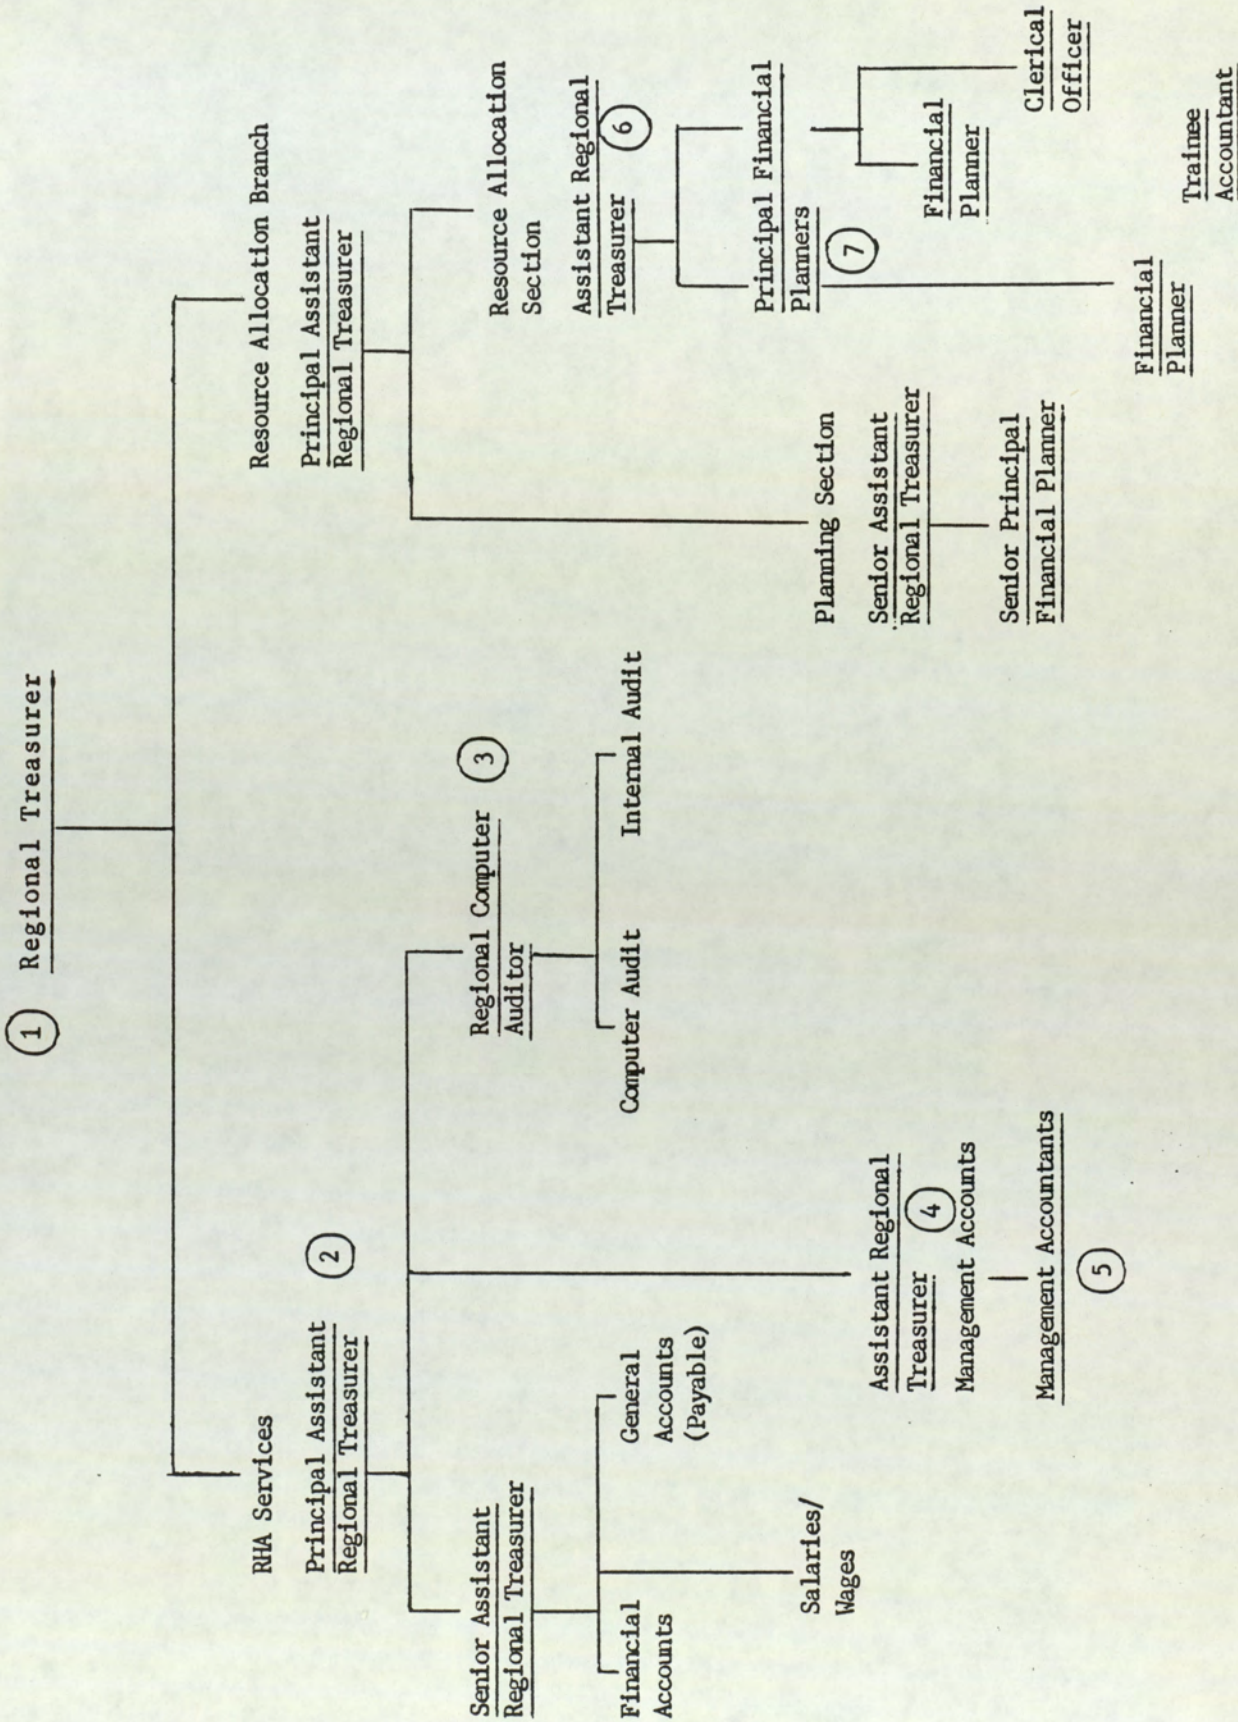 1 Regional Treasurer
RHA Services
Principal Assistant
Regional Treasurer
2
Resource Allocation Branch
Principal Assistant
Regional Treasurer
Senior Assistant
Regional Treasurer
Regional Computer
Auditor
3
Resource Allocation
Section
Assistant Regional
Treasurer 6
Financial
Accounts
General
Accounts
(Payable)
Computer Audit
Internal Audit
Principal Financial
Planners 7
Salaries/
Wages
Assistant Regional
Treasurer 4
Management Accounts
Management Accountants
5
Planning Section
Senior Assistant
Regional Treasurer
Senior Principal
Financial Planner
Financial
Planner
Clerical
Officer
Financial
Planner
Trainee
Accountant